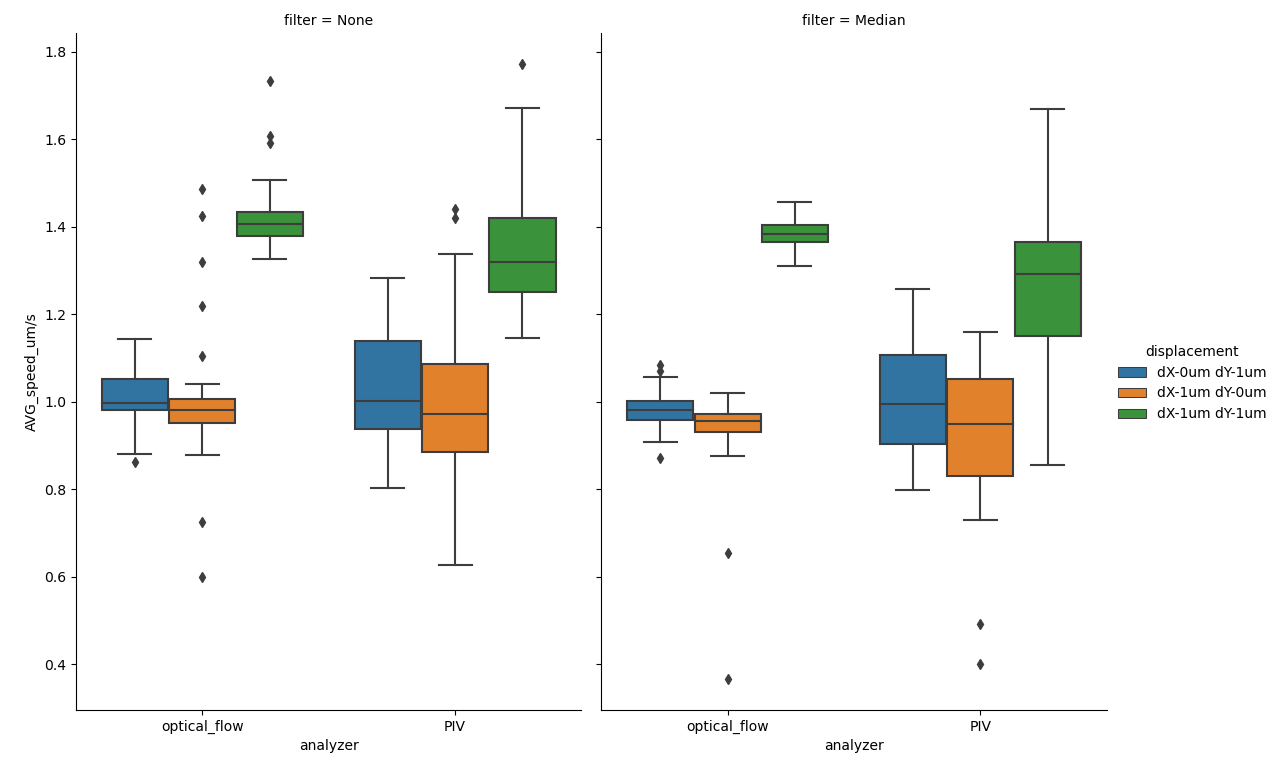 filter = None
filter = Median
1.8
1.6
1.4
1.2
1.0
0.8
0.6
0.4
AVG_speed_um/s
optical_flow
PIV
analyzer
optical_flow
PIV
analyzer
displacement
dX-0um dY-1um
dX-1um dY-0um
dX-1um dY-1um